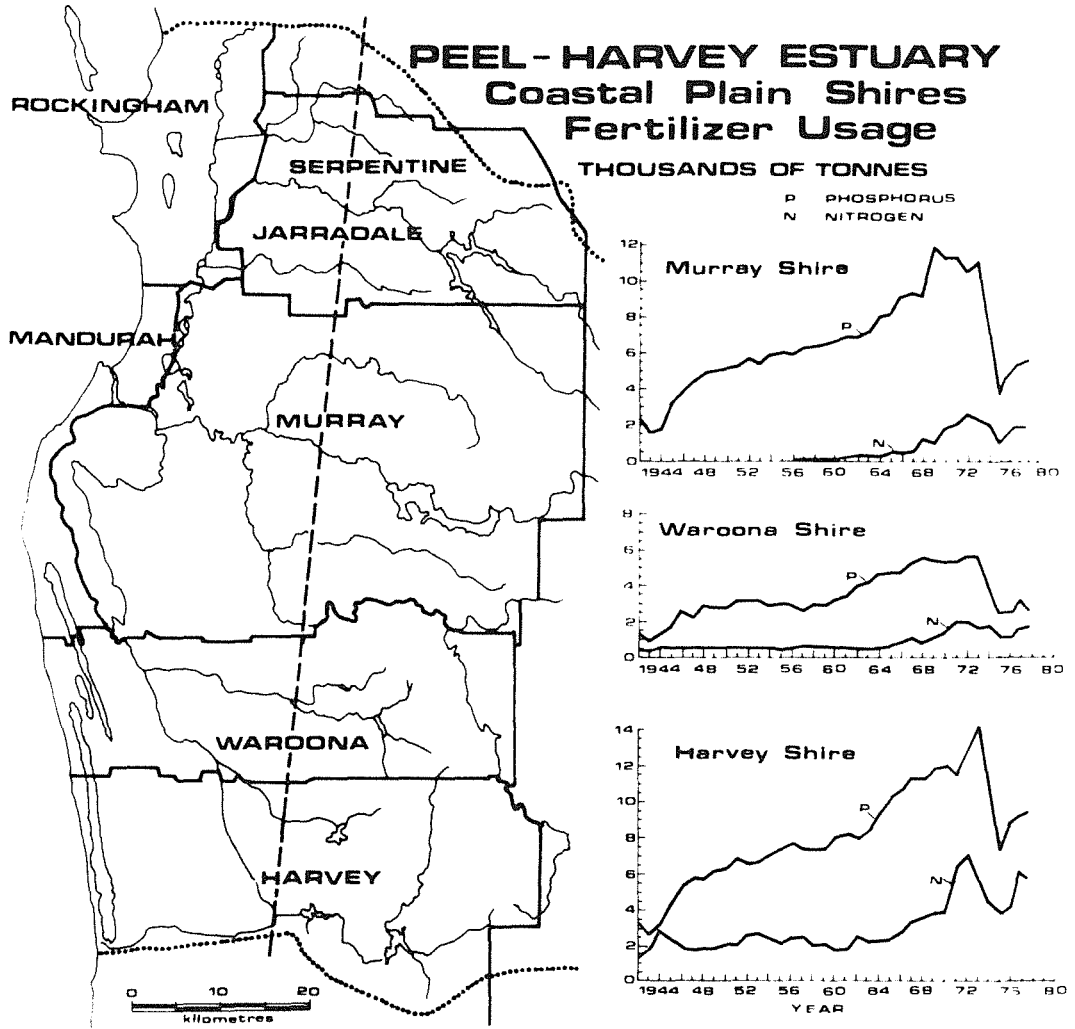 PEEL-HARVEY ESTUARY
Coastal Plain Shires
Fertilizer Usage
THOUSANDS OF TONNES
P PHOSPHORUS
N NITROGEN
ROCKINGHAM
SERPENTINE
JARRADALE
MANDURAH
MURRAY
WAROONA
HARVEY
0 10 20
kilometres
Murray Shire
12
10
8
6
4
2
0
P
N
1944 48 52 56 60 64 68 72 76 80
Waroona Shire
8
6
4
2
0
P
N
1944 48 52 56 60 64 68 72 76 80
Harvey Shire
14
12
10
8
6
4
2
0
P
N
1944 48 52 56 60 64 68 72 76 80
YEAR